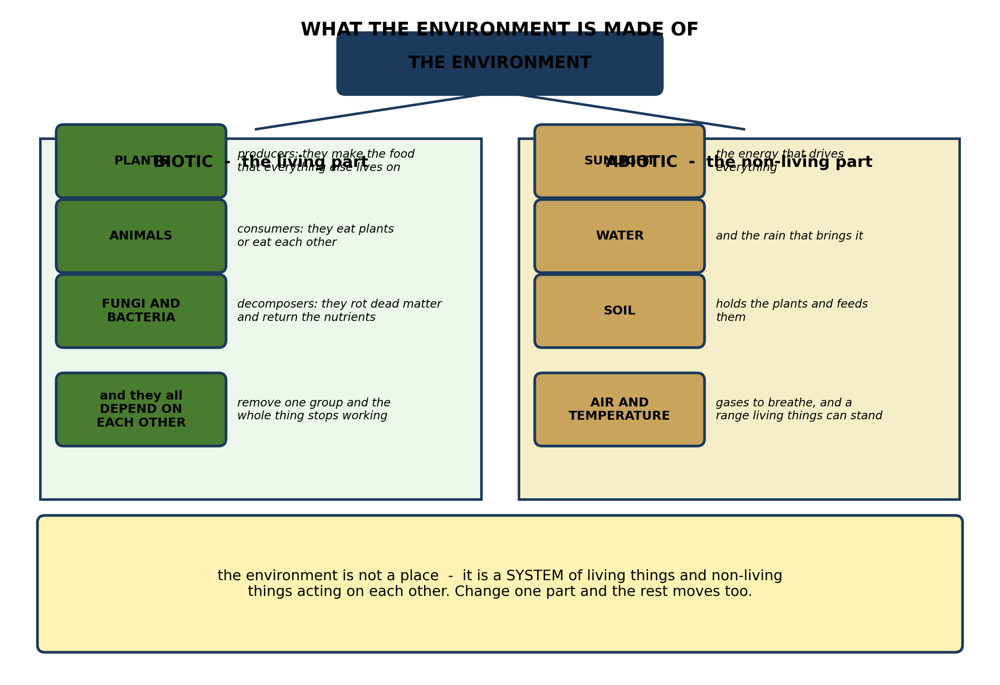 WHAT THE ENVIRONMENT IS MADE OF
THE ENVIRONMENT
BIOTIC - the living part
PLANTS
producers: they make the food
that everything else lives on
ANIMALS
consumers: they eat plants
or eat each other
FUNGI AND
BACTERIA
decomposers: they rot dead matter
and return the nutrients
and they all
DEPEND ON
EACH OTHER
remove one group and the
whole thing stops working
ABIOTIC - the non-living part
SUNLIGHT
the energy that drives
everything
WATER
and the rain that brings it
SOIL
holds the plants and feeds
them
AIR AND
TEMPERATURE
gases to breathe, and a
range living things can stand
the environment is not a place - it is a SYSTEM of living things and non-living
things acting on each other. Change one part and the rest moves too.